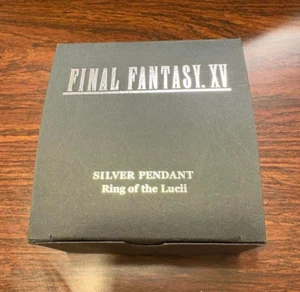 FINAL FANTASY. XV
SILVER PENDANT
Ring of the Lucii